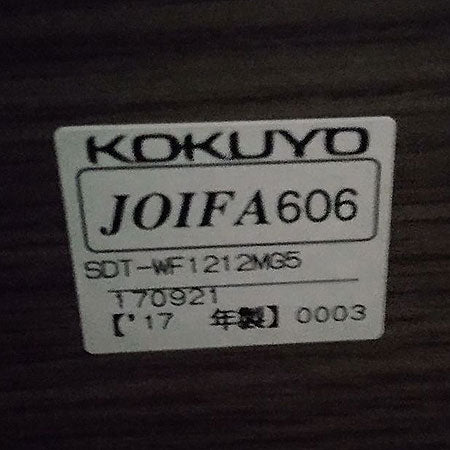 KOKUYO
JOIFA606
SDT-WF1212MG5
170921
【'17 年製】 0003